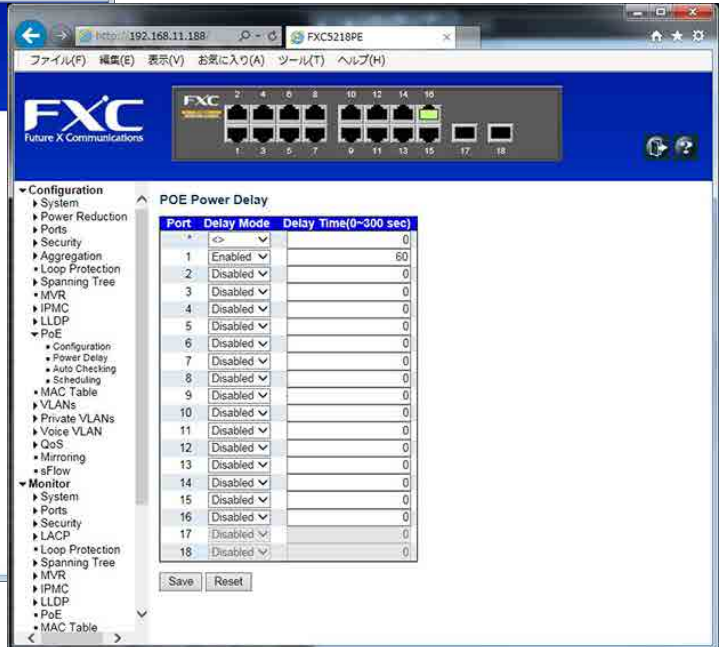 http://192.168.11.188
FXC5218PE
ファイル(F) 編集(E) 表示(V) お気に入り(A) ツール(T) ヘルプ(H)
FXC
Future X Communications
FXC
2 4 6 8 10 12 14 16
1 3 5 7 9 11 13 15 17 18
Configuration
System
Power Reduction
Ports
Security
Aggregation
Loop Protection
Spanning Tree
MVR
IPMC
LLDP
PoE
Configuration
Power Delay
Auto Checking
Scheduling
MAC Table
VLANs
Private VLANs
Voice VLAN
QoS
Mirroring
sFlow
Monitor
System
Ports
Security
LACP
Loop Protection
Spanning Tree
MVR
IPMC
LLDP
PoE
MAC Table
POE Power Delay
Port Delay Mode Delay Time(0~300 sec)
* <> 0
1 Enabled 60
2 Disabled 0
3 Disabled 0
4 Disabled 0
5 Disabled 0
6 Disabled 0
7 Disabled 0
8 Disabled 0
9 Disabled 0
10 Disabled 0
11 Disabled 0
12 Disabled 0
13 Disabled 0
14 Disabled 0
15 Disabled 0
16 Disabled 0
17 Disabled 0
18 Disabled 0
Save Reset